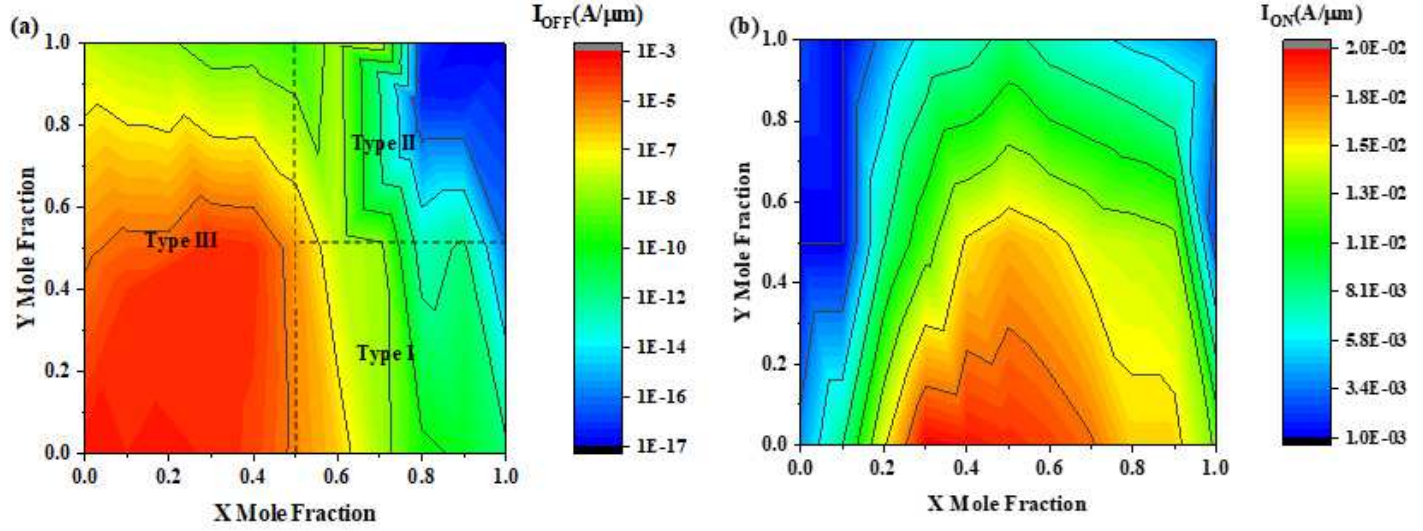 (a)
I_OFF(A/μm)
1.0
0.8
0.6
0.4
0.2
0.0
Y Mole Fraction
Type II
Type III
Type I
0.0 0.2 0.4 0.6 0.8 1.0
X Mole Fraction
1E-3
1E-5
1E-7
1E-8
1E-10
1E-12
1E-14
1E-16
1E-17
(b)
I_ON(A/μm)
1.0
0.8
0.6
0.4
0.2
0.0
Y Mole Fraction
0.0 0.2 0.4 0.6 0.8 1.0
X Mole Fraction
2.0E-02
1.8E-02
1.5E-02
1.3E-02
1.1E-02
8.1E-03
5.8E-03
3.4E-03
1.0E-03